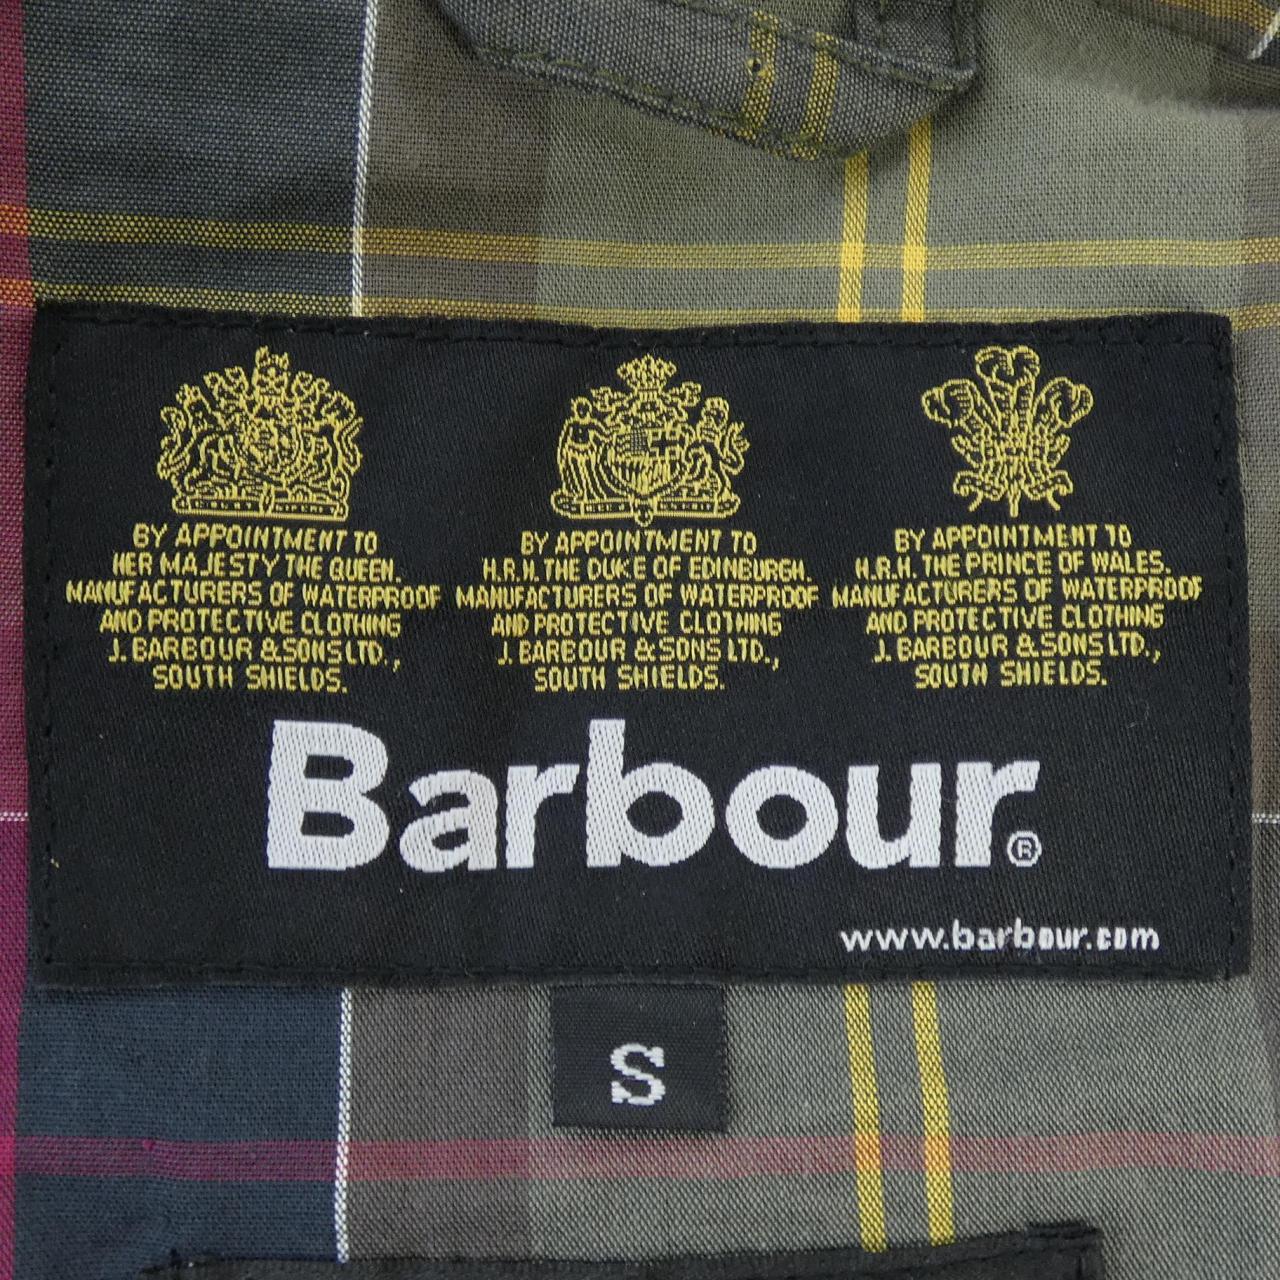 BY APPOINTMENT TO
HER MAJESTY THE QUEEN.
MANUFACTURERS OF WATERPROOF
AND PROTECTIVE CLOTHING
J. BARBOUR & SONS LTD.,
SOUTH SHIELDS.
BY APPOINTMENT TO
H.R.H. THE DUKE OF EDINBURGH.
MANUFACTURERS OF WATERPROOF
AND PROTECTIVE CLOTHING
J. BARBOUR & SONS LTD.,
SOUTH SHIELDS.
BY APPOINTMENT TO
H.R.H. THE PRINCE OF WALES.
MANUFACTURERS OF WATERPROOF
AND PROTECTIVE CLOTHING
J. BARBOUR & SONS LTD.,
SOUTH SHIELDS.
Barbour®
www.barbour.com
S